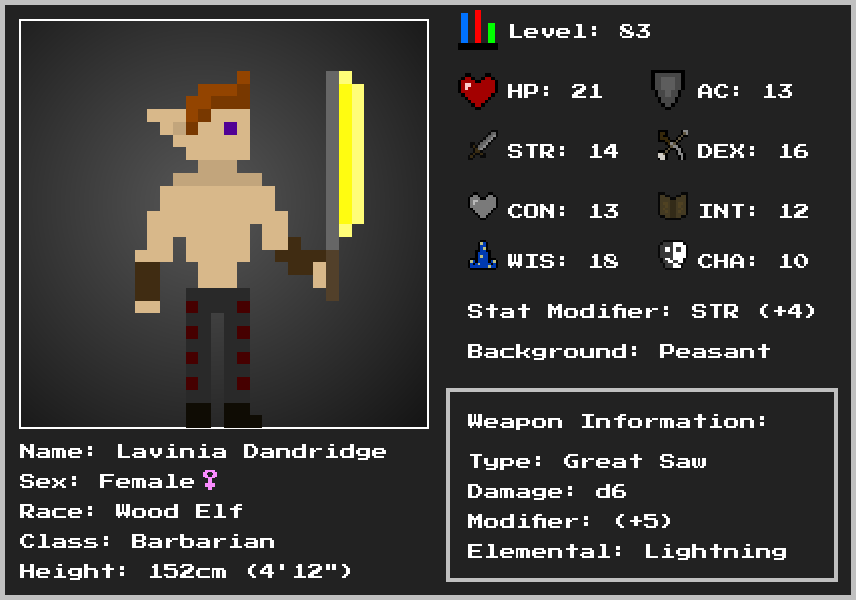 Level: 83
HP: 21
AC: 13
STR: 14
DEX: 16
CON: 13
INT: 12
WIS: 18
CHA: 10
Stat Modifier: STR (+4)
Background: Peasant
Weapon Information:
Type: Great Saw
Damage: d6
Modifier: (+5)
Elemental: Lightning
Name: Lavinia Dandridge
Sex: Female♀
Race: Wood Elf
Class: Barbarian
Height: 152cm (4'12")